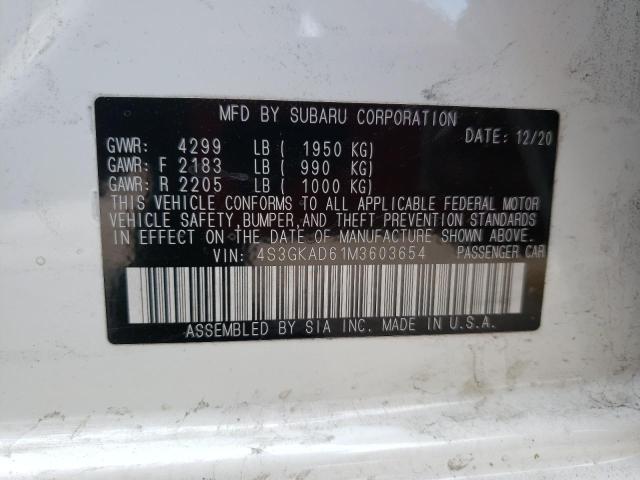 MFD BY SUBARU CORPORATION
DATE: 12/20
GVWR: 4299 LB ( 1950 KG)
GAWR: F 2183 LB ( 990 KG)
GAWR: R 2205 LB ( 1000 KG)
THIS VEHICLE CONFORMS TO ALL APPLICABLE FEDERAL MOTOR
VEHICLE SAFETY, BUMPER, AND THEFT PREVENTION STANDARDS
IN EFFECT ON THE DATE OF MANUFACTURE SHOWN ABOVE.
VIN: 4S3GKAD61M3603654 PASSENGER CAR
ASSEMBLED BY SIA INC. MADE IN U.S.A.